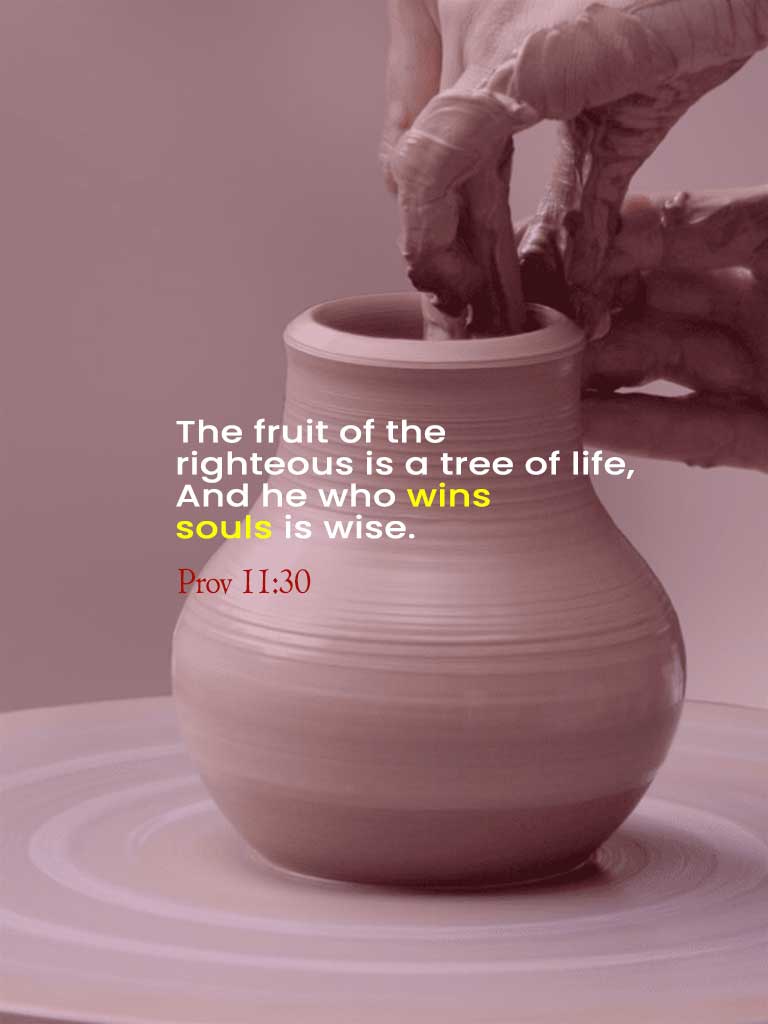 The fruit of the
righteous is a tree of life,
And he who wins
souls is wise.
Prov 11:30